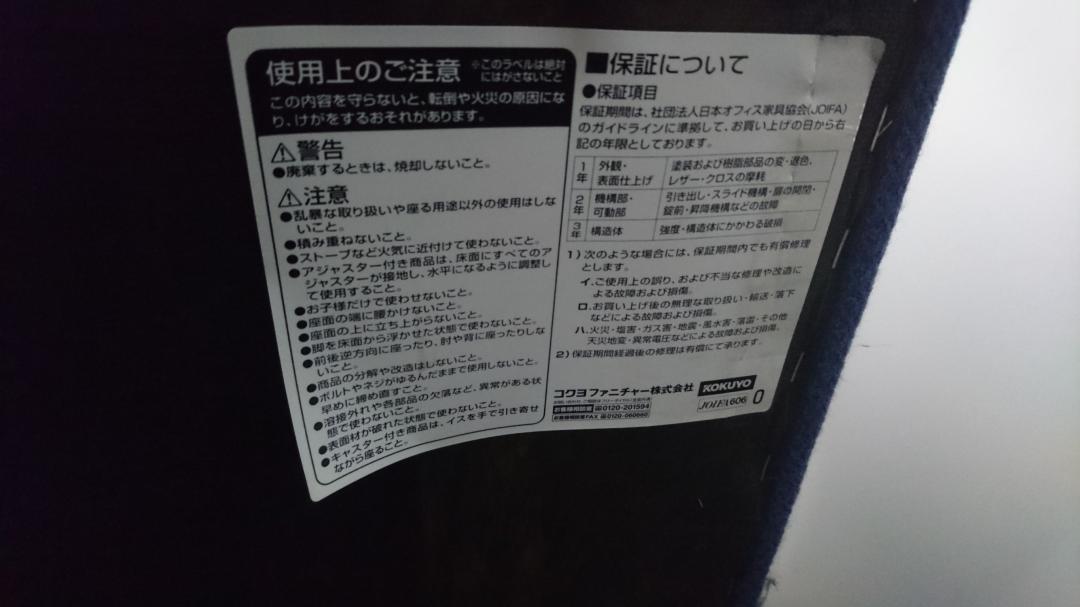 使用上のご注意 ※このラベルは絶対にはがさないこと
この内容を守らないと、転倒や火災の原因にな
り、けがをするおそれがあります。
⚠警告
●廃棄するときは、焼却しないこと。
⚠注意
●乱暴な取り扱いや座る用途以外の使用はしな
いこと。
●積み重ねないこと。
●ストーブなど火気に近付けて使わないこと。
●アジャスター付き商品は、床面にすべてのア
ジャスターが接地し、水平になるように調整し
て使用すること。
●お子様だけで使わせないこと。
●座面の端に腰かけないこと。
●座面の上に立ち上がらないこと。
●脚を床面から浮かせた状態で使わないこと。
●前後逆方向に座ったり、肘や背に座ったりしな
いこと。
●商品の分解や改造はしないこと。
●ボルトやネジがゆるんだままで使用しないこと。
早めに締め直すこと。
●溶接外れや各部品の欠落など、異常がある状
態で使わないこと。
●表面材が破れた状態で使わないこと。
●キャスター付き商品は、イスを手で引き寄せ
ながら座ること。
■保証について
●保証項目
保証期間は、社団法人日本オフィス家具協会(JOIFA)
のガイドラインに準拠して、お買い上げの日から右
記の年限としております。
1年 外観・表面仕上げ 塗装および樹脂部品の変・退色、レザー・クロスの摩耗
2年 機構部・可動部 引き出し・スライド機構・扉の開閉・錠前・昇降機構などの故障
3年 構造体 強度・構造体にかかわる破損
1)次のような場合には、保証期間内でも有償修理
とします。
イ.ご使用上の誤り、および不当な修理や改造に
よる故障および損傷。
ロ.お買い上げ後の無理な取り扱い・輸送・落下
などによる故障および損傷。
ハ.火災・塩害・ガス害・地震・風水害・落雷・その他
天災地変・異常電圧などによる故障および損傷。
2)保証期間経過後の修理は有償にて承ります。
コクヨファニチャー株式会社 KOKUYO
お客様相談室 0120-201594
お客様相談室FAX 0120-060660
JOIFA606 0